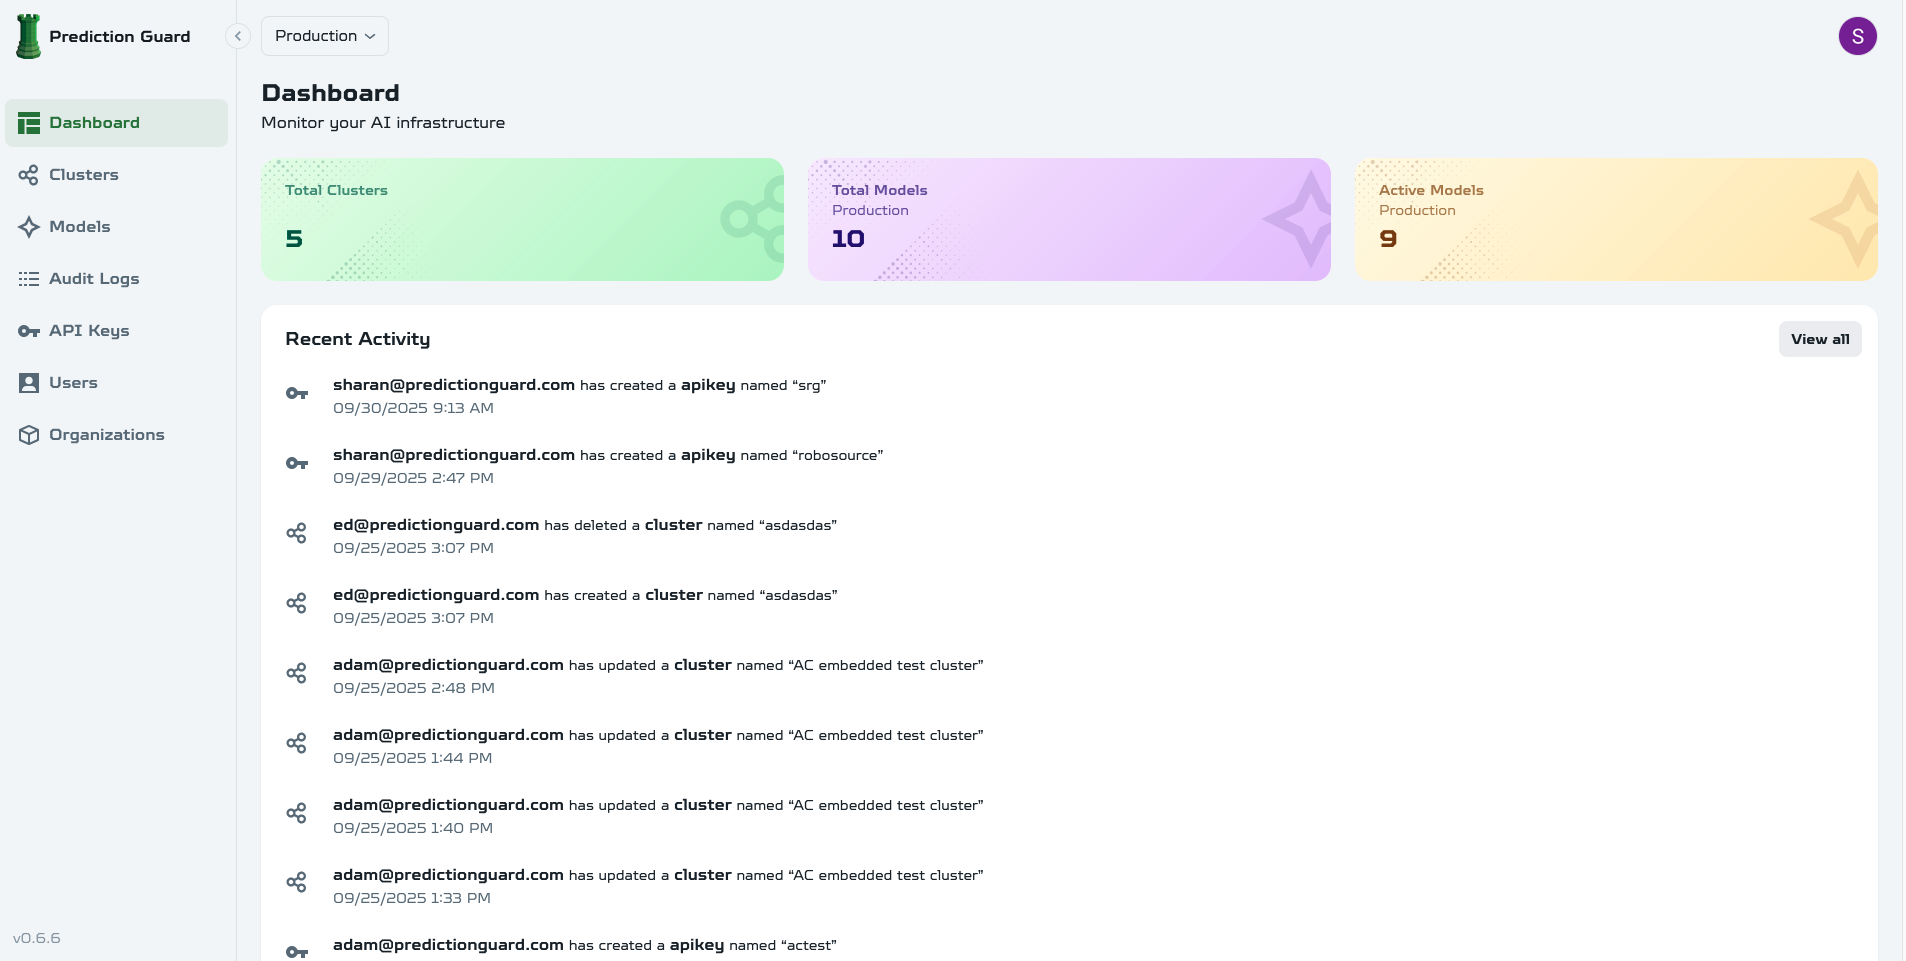 Prediction Guard
Production
S
Dashboard
Clusters
Models
Audit Logs
API Keys
Users
Organizations
v0.6.6
Dashboard
Monitor your AI infrastructure
Total Clusters
5
Total Models
Production
10
Active Models
Production
9
Recent Activity
View all
sharan@predictionguard.com has created a apikey named “srg”
09/30/2025 9:13 AM
sharan@predictionguard.com has created a apikey named “robosource”
09/29/2025 2:47 PM
ed@predictionguard.com has deleted a cluster named “asdasdas”
09/25/2025 3:07 PM
ed@predictionguard.com has created a cluster named “asdasdas”
09/25/2025 3:07 PM
adam@predictionguard.com has updated a cluster named “AC embedded test cluster”
09/25/2025 2:48 PM
adam@predictionguard.com has updated a cluster named “AC embedded test cluster”
09/25/2025 1:44 PM
adam@predictionguard.com has updated a cluster named “AC embedded test cluster”
09/25/2025 1:40 PM
adam@predictionguard.com has updated a cluster named “AC embedded test cluster”
09/25/2025 1:33 PM
adam@predictionguard.com has created a apikey named “actest”